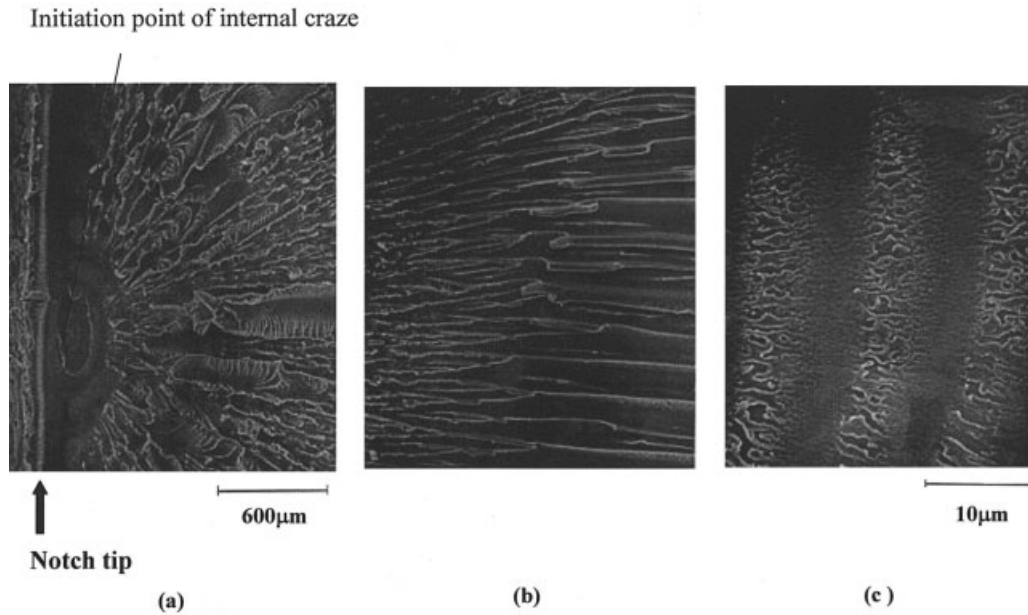 Initiation point of internal craze
600μm
10μm
Notch tip
(a)
(b)
(c )